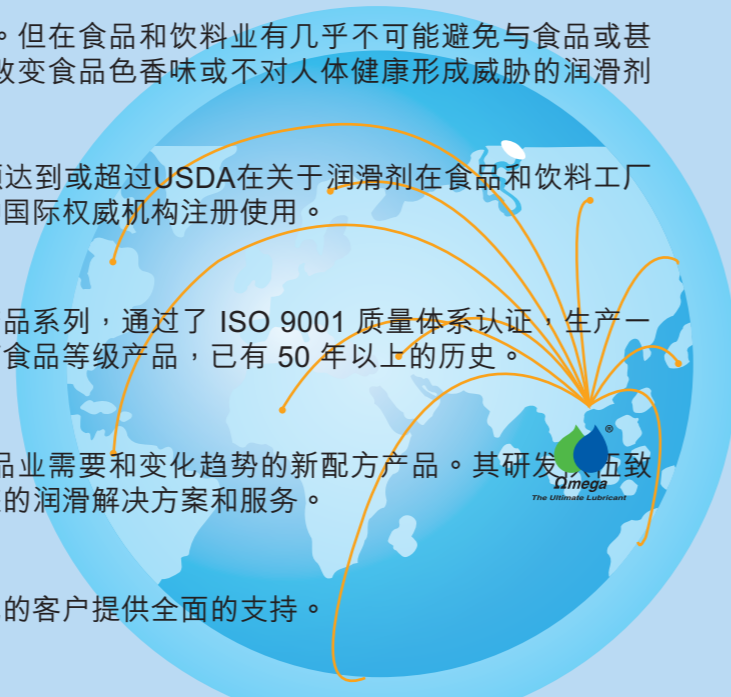 。但在食品和饮料业有几乎不可能避免与食品或甚
改变食品色香味或不对人体健康形成威胁的润滑剂
达到或超过USDA在关于润滑剂在食品和饮料工厂
国际权威机构注册使用。
品系列，通过了 ISO 9001 质量体系认证，生产一
食品等级产品，已有 50 年以上的历史。
品业需要和变化趋势的新配方产品。其研发队伍致
的润滑解决方案和服务。
®
Ωmega
The Ultimate Lubricant
的客户提供全面的支持。